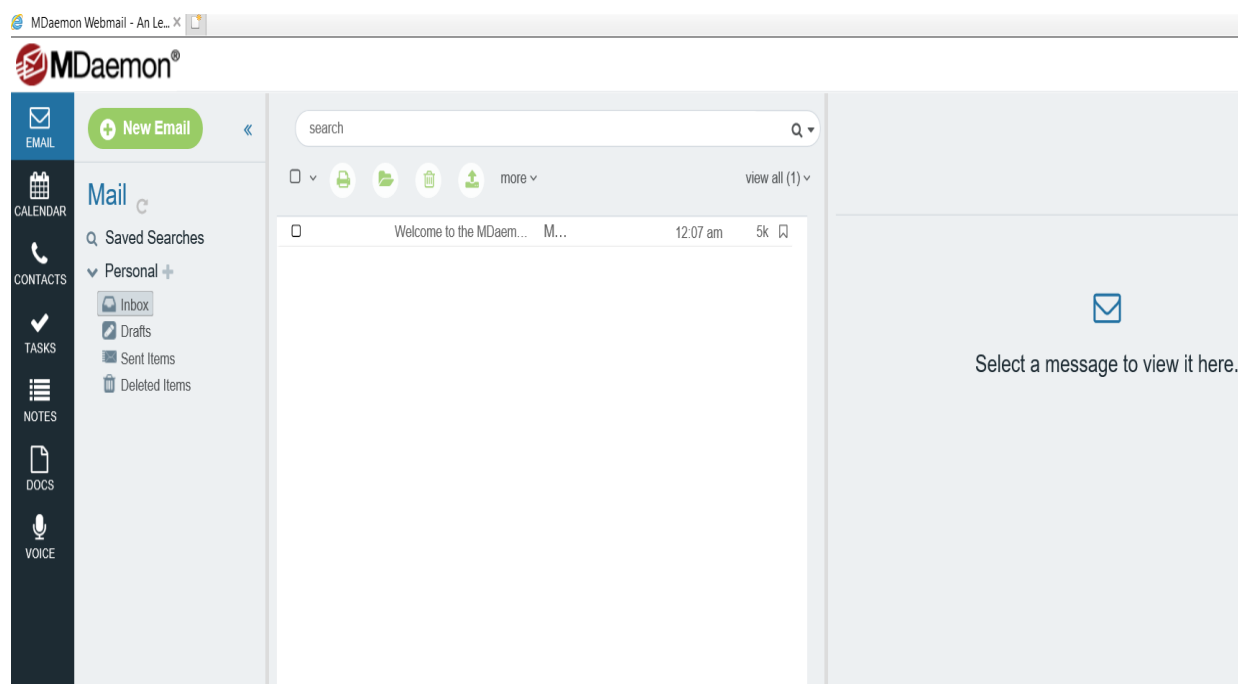 MDaemon Webmail - An Le...
MDaemon®
EMAIL
CALENDAR
CONTACTS
TASKS
NOTES
DOCS
VOICE
New Email
Mail
Saved Searches
Personal
Inbox
Drafts
Sent Items
Deleted Items
search
more
view all (1)
Welcome to the MDaem... M... 12:07 am 5k
Select a message to view it here.